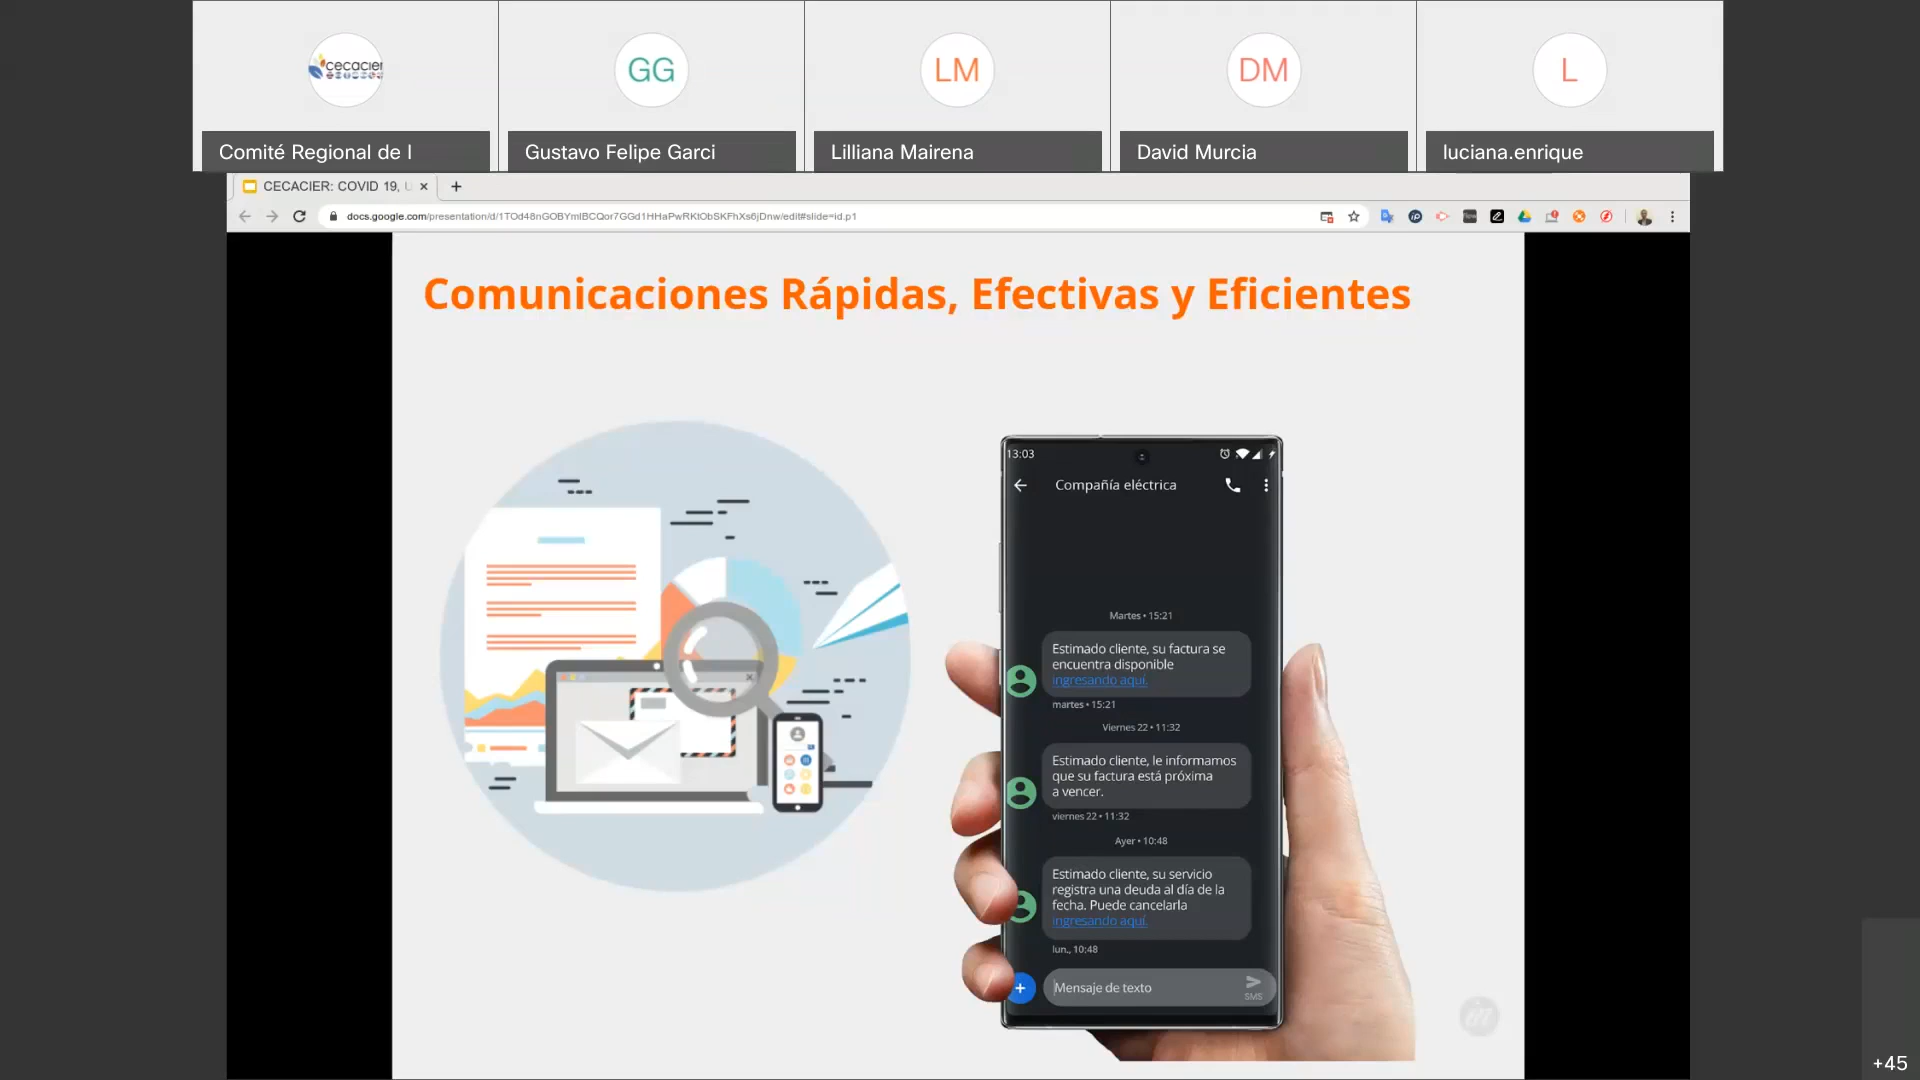 cecacier
GG
LM
DM
L
Comité Regional de I
Gustavo Felipe Garci
Lilliana Mairena
David Murcia
luciana.enrique
CECACIER: COVID 19, U
docs.google.com/presentation/d/1TOd48nGOBYmlBCQor7GGd1HHaPwRKtObSKFhXs6jDnw/edit#slide=id.p1
Comunicaciones Rápidas, Efectivas y Eficientes
13:03
Compañía eléctrica
Martes • 15:21
Estimado cliente, su factura se
encuentra disponible
ingresando aquí.
martes • 15:21
Viernes 22 • 11:32
Estimado cliente, le informamos
que su factura está próxima
a vencer.
viernes 22 • 11:32
Ayer • 10:48
Estimado cliente, su servicio
registra una deuda al día de la
fecha. Puede cancelarla
ingresando aquí.
lun., 10:48
Mensaje de texto
SMS
in
+45